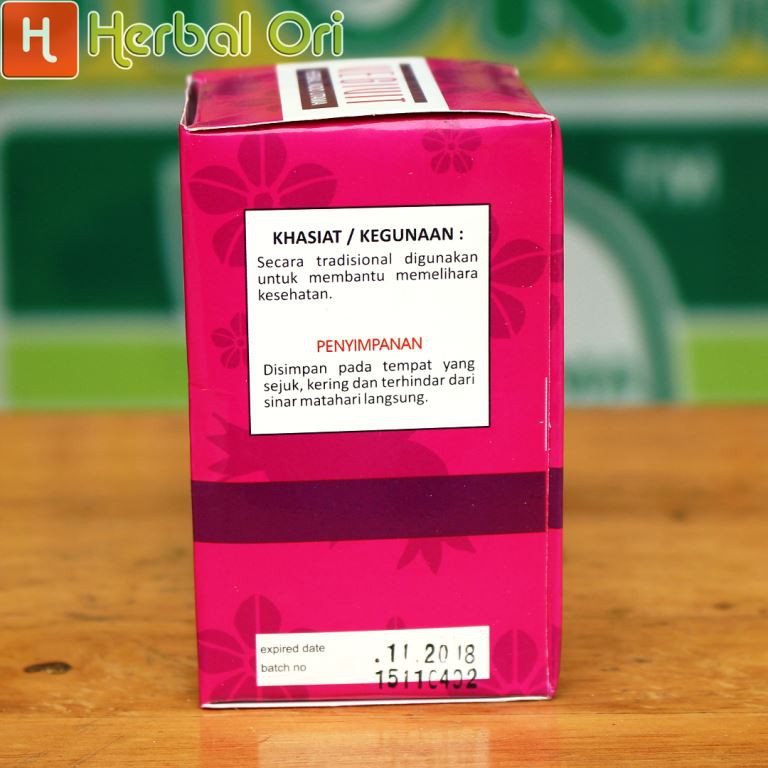 H Herbal Ori
KHASIAT / KEGUNAAN :
Secara tradisional digunakan
untuk membantu memelihara
kesehatan.
PENYIMPANAN
Disimpan pada tempat yang
sejuk, kering dan terhindar dari
sinar matahari langsung.
expired date .11.2018
batch no 15110492